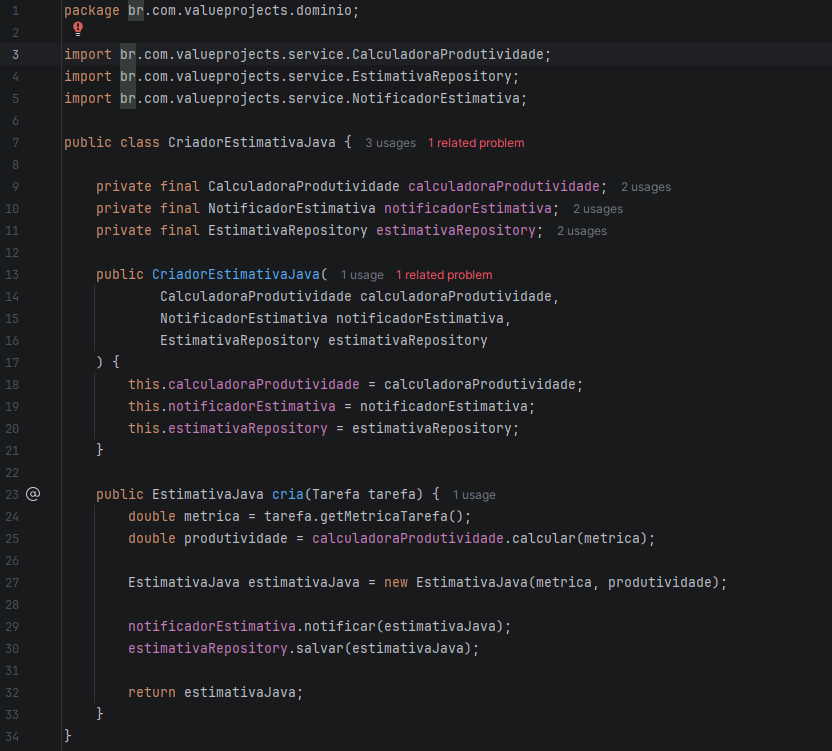 1 package br.com.valueprojects.dominio;
2
3 import br.com.valueprojects.service.CalculadoraProdutividade;
4 import br.com.valueprojects.service.EstimativaRepository;
5 import br.com.valueprojects.service.NotificadorEstimativa;
6
7 public class CriadorEstimativaJava { 3 usages 1 related problem
8
9 private final CalculadoraProdutividade calculadoraProdutividade; 2 usages
10 private final NotificadorEstimativa notificadorEstimativa; 2 usages
11 private final EstimativaRepository estimativaRepository; 2 usages
12
13 public CriadorEstimativaJava( 1 usage 1 related problem
14 CalculadoraProdutividade calculadoraProdutividade,
15 NotificadorEstimativa notificadorEstimativa,
16 EstimativaRepository estimativaRepository
17 ) {
18 this.calculadoraProdutividade = calculadoraProdutividade;
19 this.notificadorEstimativa = notificadorEstimativa;
20 this.estimativaRepository = estimativaRepository;
21 }
22
23 @ public EstimativaJava cria(Tarefa tarefa) { 1 usage
24 double metrica = tarefa.getMetricaTarefa();
25 double produtividade = calculadoraProdutividade.calcular(metrica);
26
27 EstimativaJava estimativaJava = new EstimativaJava(metrica, produtividade);
28
29 notificadorEstimativa.notificar(estimativaJava);
30 estimativaRepository.salvar(estimativaJava);
31
32 return estimativaJava;
33 }
34 }